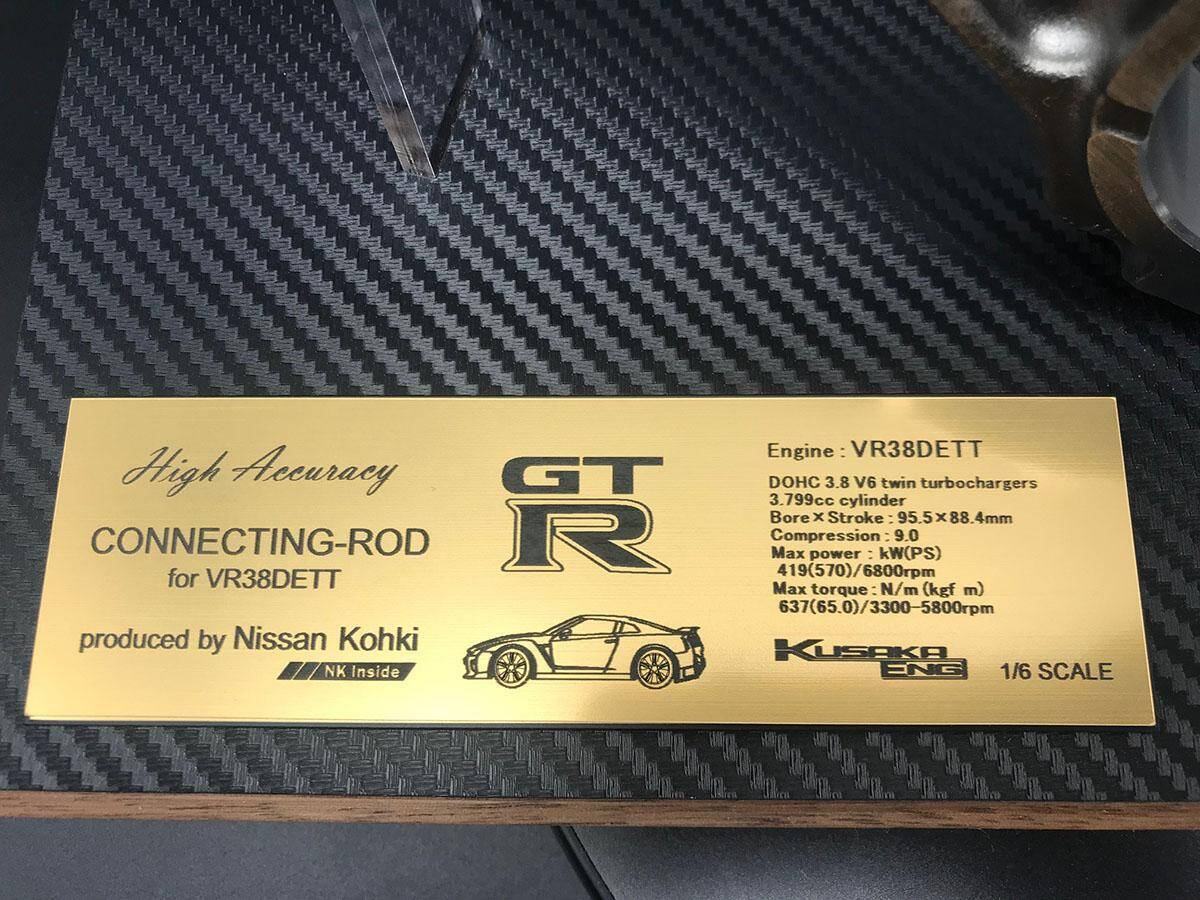 High Accuracy
CONNECTING-ROD
for VR38DETT
produced by Nissan Kohki
NK Inside
GT
R
Engine : VR38DETT
DOHC 3.8 V6 twin turbochargers
3.799cc cylinder
Bore×Stroke : 95.5×88.4mm
Compression : 9.0
Max power : kW(PS)
419(570)/6800rpm
Max torque : N/m (kgf m)
637(65.0)/3300-5800rpm
KUSAKA
ENG
1/6 SCALE